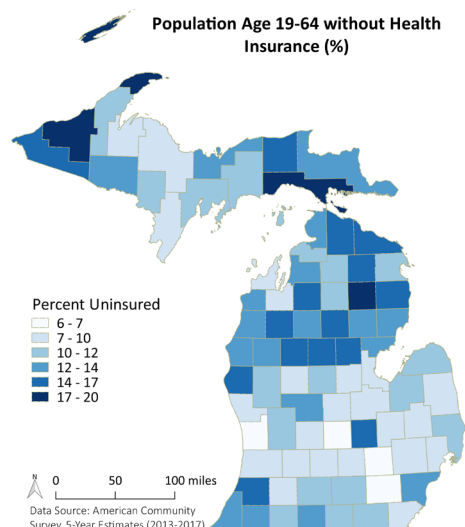 Population Age 19-64 without Health
Insurance (%)
Percent Uninsured
6 - 7
7 - 10
10 - 12
12 - 14
14 - 17
17 - 20
N
0 50 100 miles
Data Source: American Community
Survey, 5-Year Estimates (2013-2017)